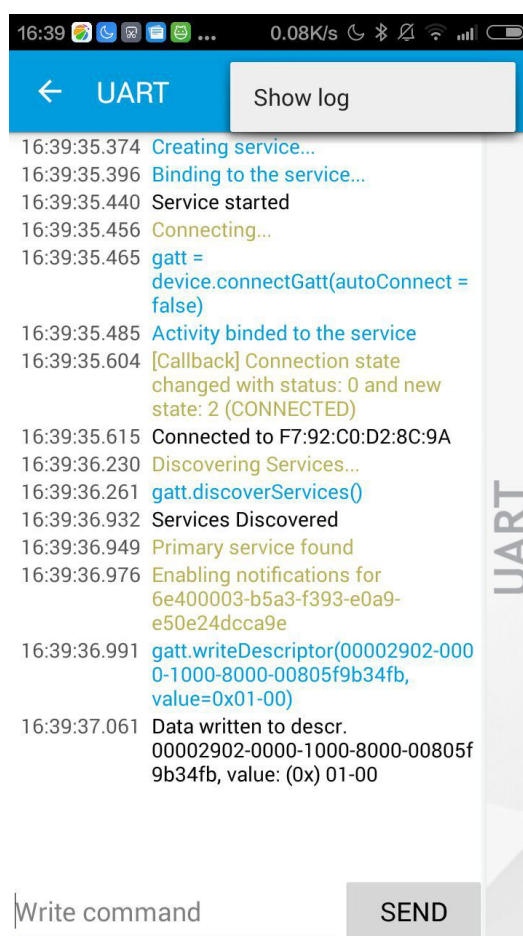 16:39 ... 0.08K/s
UART
Show log
16:39:35.374 Creating service...
16:39:35.396 Binding to the service...
16:39:35.440 Service started
16:39:35.456 Connecting...
16:39:35.465 gatt =
device.connectGatt(autoConnect =
false)
16:39:35.485 Activity binded to the service
16:39:35.604 [Callback] Connection state
changed with status: 0 and new
state: 2 (CONNECTED)
16:39:35.615 Connected to F7:92:C0:D2:8C:9A
16:39:36.230 Discovering Services...
16:39:36.261 gatt.discoverServices()
16:39:36.932 Services Discovered
16:39:36.949 Primary service found
16:39:36.976 Enabling notifications for
6e400003-b5a3-f393-e0a9-
e50e24dcca9e
16:39:36.991 gatt.writeDescriptor(00002902-000
0-1000-8000-00805f9b34fb,
value=0x01-00)
16:39:37.061 Data written to descr.
00002902-0000-1000-8000-00805f
9b34fb, value: (0x) 01-00
UART
Write command
SEND